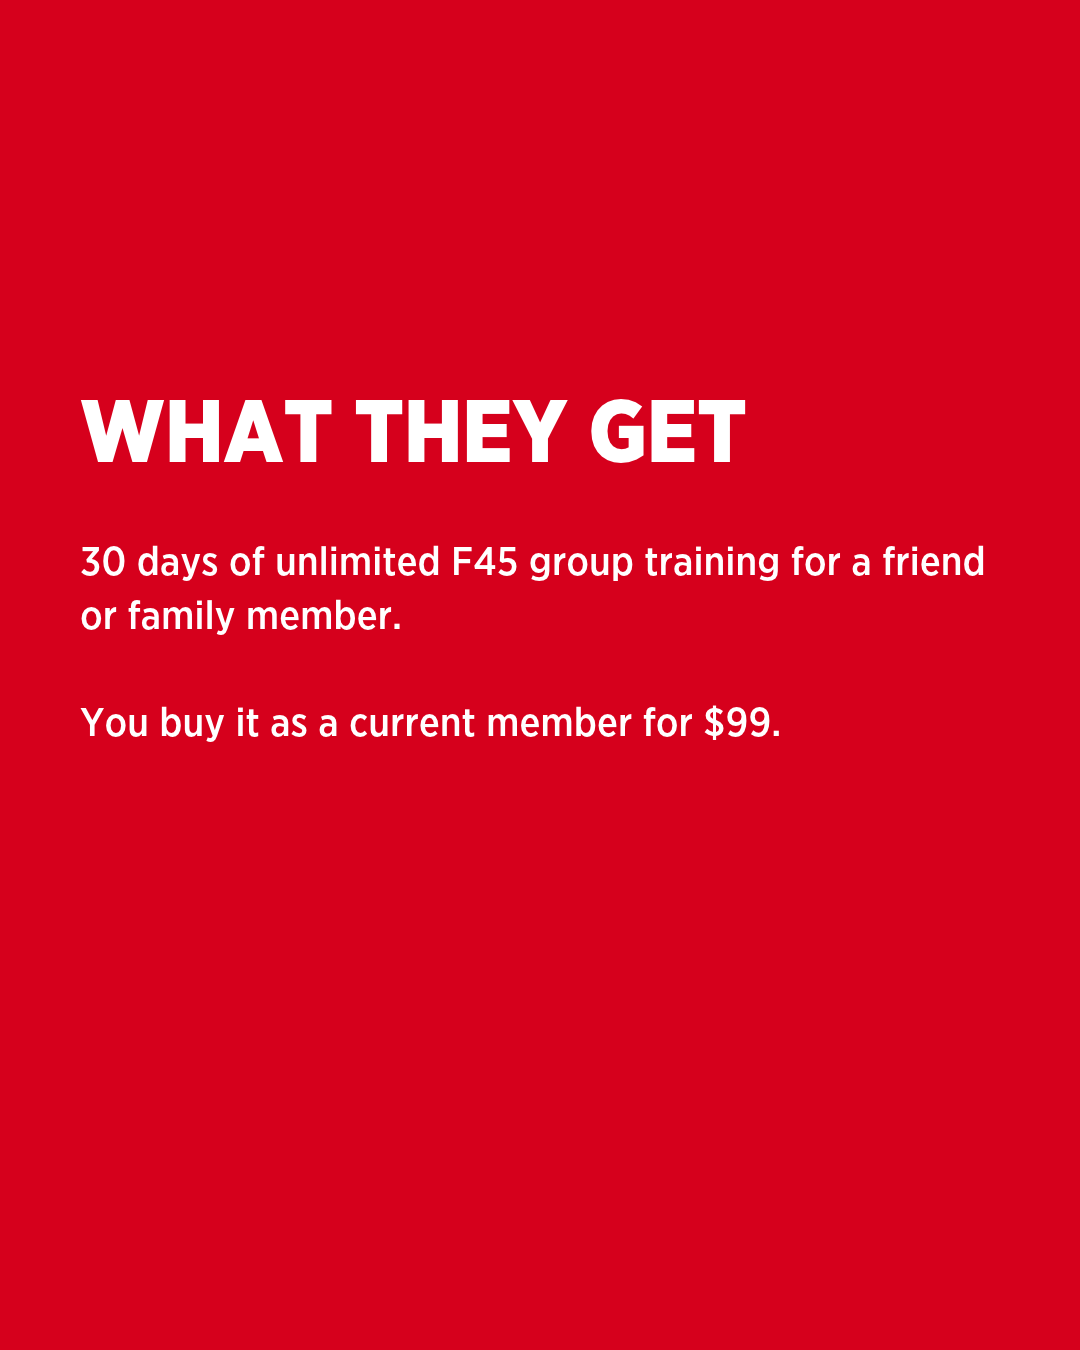 WHAT THEY GET
30 days of unlimited F45 group training for a friend
or family member.
You buy it as a current member for $99.